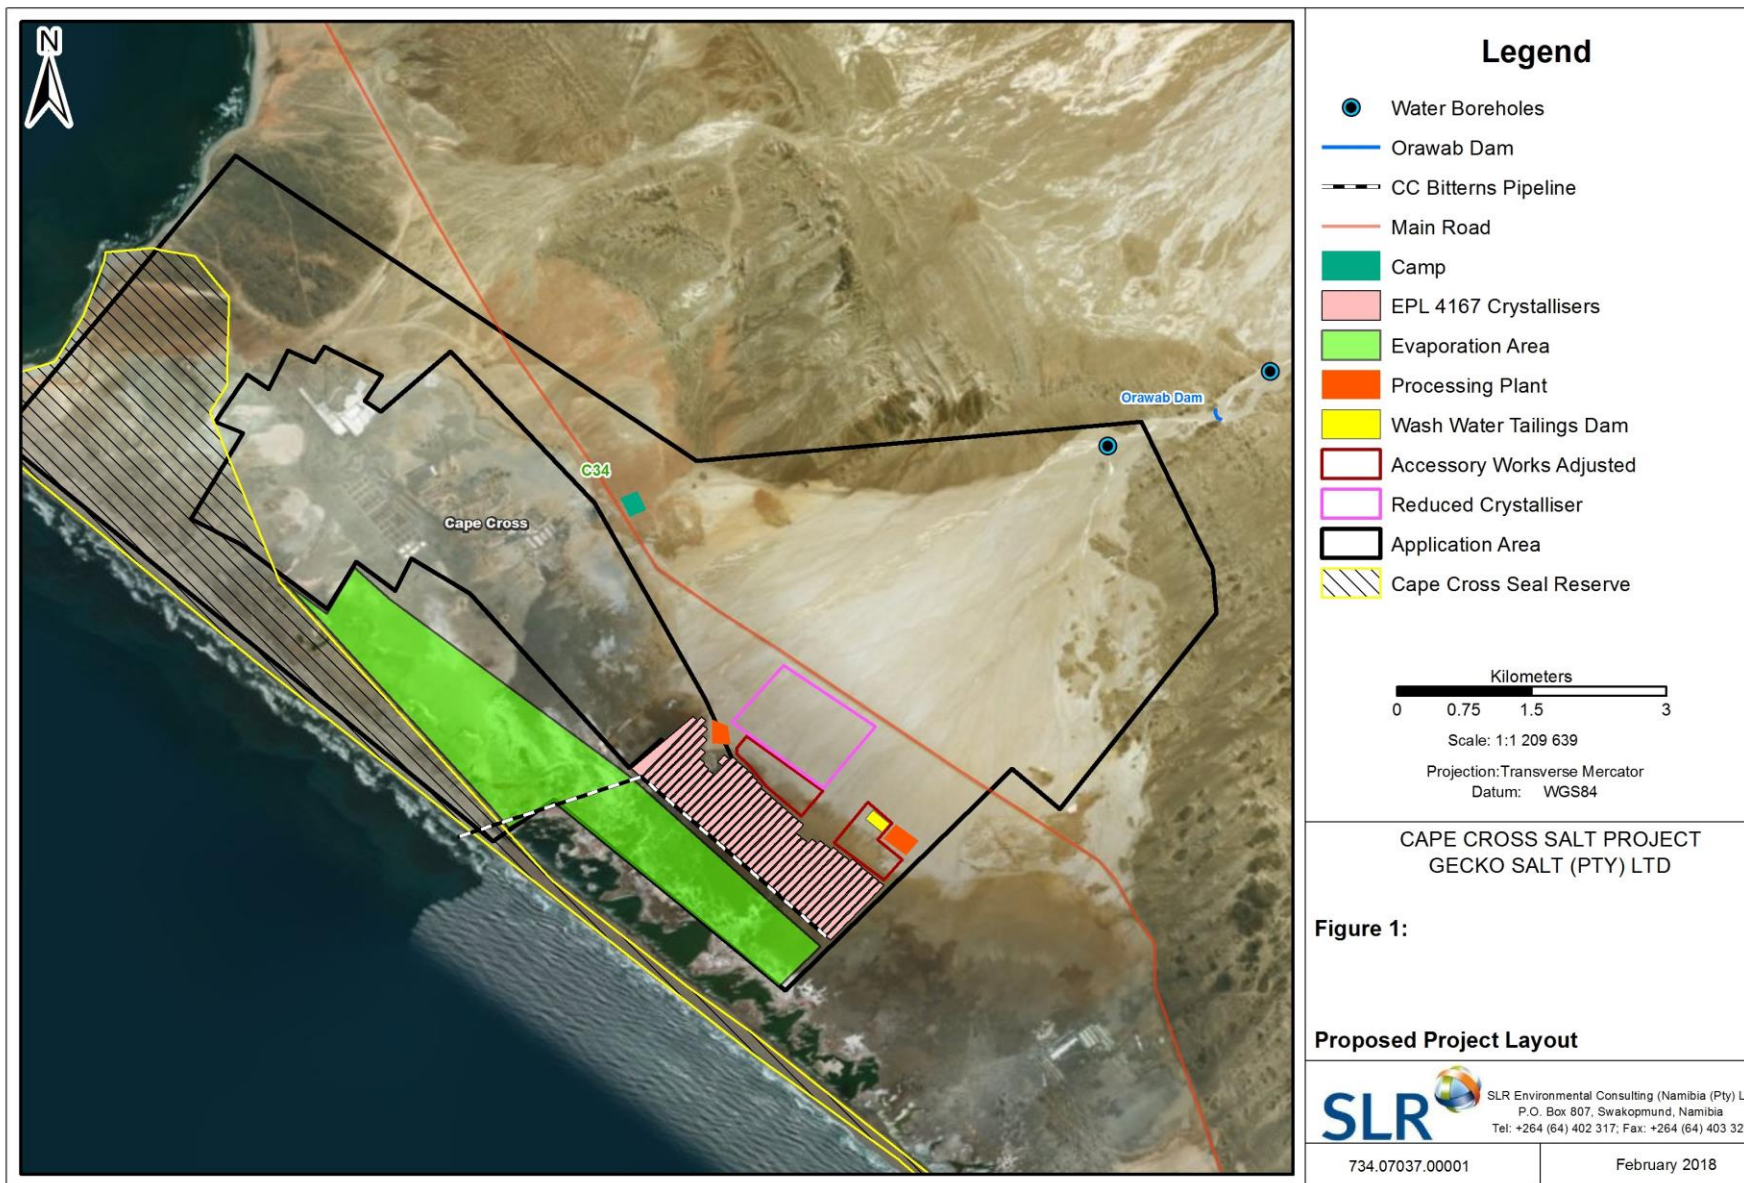 N
C34
Cape Cross
Orawab Dam
Legend
Water Boreholes
Orawab Dam
CC Bitterns Pipeline
Main Road
Camp
EPL 4167 Crystallisers
Evaporation Area
Processing Plant
Wash Water Tailings Dam
Accessory Works Adjusted
Reduced Crystalliser
Application Area
Cape Cross Seal Reserve
Kilometers
0 0.75 1.5 3
Scale: 1:1 209 639
Projection:Transverse Mercator
Datum: WGS84
CAPE CROSS SALT PROJECT
GECKO SALT (PTY) LTD
Figure 1:
Proposed Project Layout
SLR
SLR Environmental Consulting (Namibia (Pty) L
P.O. Box 807, Swakopmund, Namibia
Tel: +264 (64) 402 317; Fax: +264 (64) 403 32
734.07037.00001
February 2018